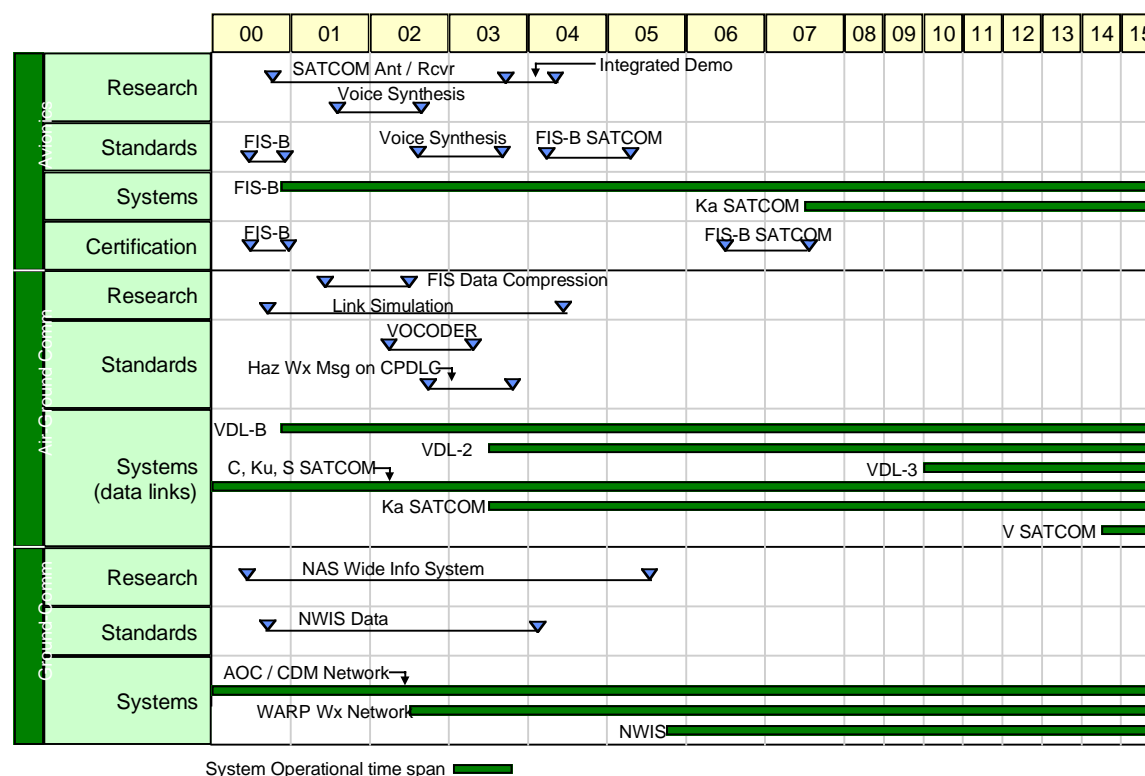 00 01 02 03 04 05 06 07 08 09 10 11 12 13 14 15
Avionics
Research
SATCOM Ant / Rcvr
Integrated Demo
Voice Synthesis
Standards
FIS-B
Voice Synthesis
FIS-B SATCOM
Systems
FIS-B
Ka SATCOM
Certification
FIS-B
FIS-B SATCOM
Air Ground Comm
Research
FIS Data Compression
Link Simulation
Standards
VOCODER
Haz Wx Msg on CPDLC
Systems
(data links)
VDL-B
VDL-2
C, Ku, S SATCOM
VDL-3
Ka SATCOM
V SATCOM
Ground Comm
Research
NAS Wide Info System
Standards
NWIS Data
Systems
AOC / CDM Network
WARP Wx Network
NWIS
System Operational time span